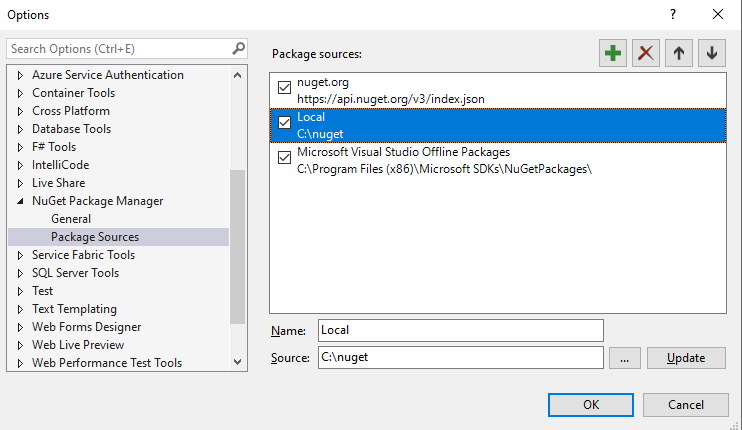 Options
?
Search Options (Ctrl+E)
Azure Service Authentication
Container Tools
Cross Platform
Database Tools
F# Tools
IntelliCode
Live Share
NuGet Package Manager
General
Package Sources
Service Fabric Tools
SQL Server Tools
Test
Text Templating
Web Forms Designer
Web Live Preview
Web Performance Test Tools
Package sources:
nuget.org
https://api.nuget.org/v3/index.json
Local
C:\nuget
Microsoft Visual Studio Offline Packages
C:\Program Files (x86)\Microsoft SDKs\NuGetPackages\
Name: Local
Source: C:\nuget ... Update
OK Cancel